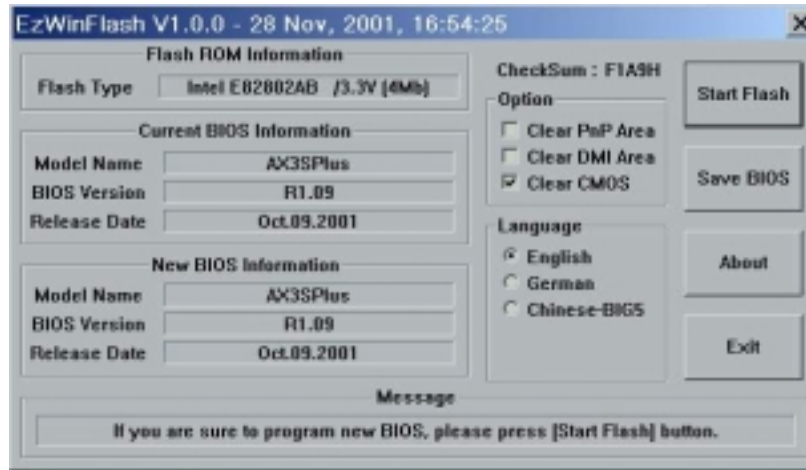 EzWinFlash V1.0.0 - 28 Nov, 2001, 16:54:25
Flash ROM Information
Flash Type Intel E82802AB /3.3V (4Mb)
Current BIOS Information
Model Name AX3SPlus
BIOS Version R1.09
Release Date Oct.09.2001
New BIOS Information
Model Name AX3SPlus
BIOS Version R1.09
Release Date Oct.09.2001
CheckSum : F1A9H
Option
Clear PnP Area
Clear DMI Area
Clear CMOS
Language
English
German
Chinese-BIG5
Start Flash
Save BIOS
About
Exit
Message
If you are sure to program new BIOS, please press [Start Flash] button.